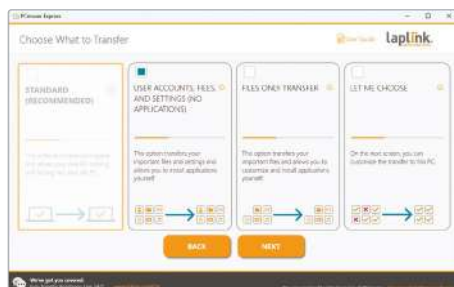 PCmover Express
Choose What to Transfer
User Guide
laplink.
STANDARD
(RECOMMENDED)
USER ACCOUNTS, FILES,
AND SETTINGS (NO
APPLICATIONS)
FILES ONLY TRANSFER
LET ME CHOOSE
This option transfers your
important files and settings and
allows you to install applications
yourself
This option transfers your
important files and allows you to
customize and install applications
yourself
On the next screen, you can
customize the transfer to this PC.
BACK
NEXT
We've got you covered